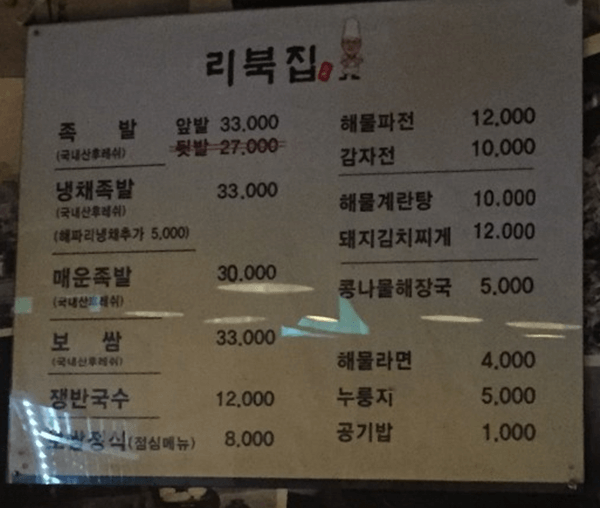 리북집
족 발 앞발 33.000
(국내산후레쉬) 뒷발 27.000
냉채족발 33.000
(국내산후레쉬)
(해파리냉채추가 5,000)
매운족발 30.000
(국내산후레쉬)
보 쌈 33.000
(국내산후레쉬)
쟁반국수 12.000
보쌈정식(점심메뉴) 8.000
해물파전 12.000
감자전 10.000
해물계란탕 10.000
돼지김치찌게 12.000
콩나물해장국 5.000
해물라면 4.000
누룽지 5.000
공기밥 1.000